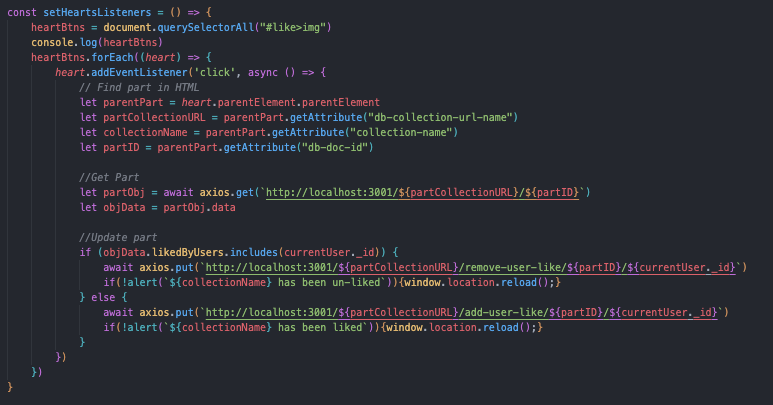 const setHeartsListeners = () => {
    heartBtns = document.querySelectorAll("#like>img")
    console.log(heartBtns)
    heartBtns.forEach((heart) => {
        heart.addEventListener('click', async () => {
            // Find part in HTML
            let parentPart = heart.parentElement.parentElement
            let partCollectionURL = parentPart.getAttribute("db-collection-url-name")
            let collectionName = parentPart.getAttribute("collection-name")
            let partID = parentPart.getAttribute("db-doc-id")

            //Get Part
            let partObj = await axios.get(`http://localhost:3001/${partCollectionURL}/${partID}`)
            let objData = partObj.data

            //Update part
            if (objData.likedByUsers.includes(currentUser._id)) {
                await axios.put(`http://localhost:3001/${partCollectionURL}/remove-user-like/${partID}/${currentUser._id}`)
                if(!alert(`${collectionName} has been un-liked`)){window.location.reload();}
            } else {
                await axios.put(`http://localhost:3001/${partCollectionURL}/add-user-like/${partID}/${currentUser._id}`)
                if(!alert(`${collectionName} has been liked`)){window.location.reload();}
            }
        })
    })
}